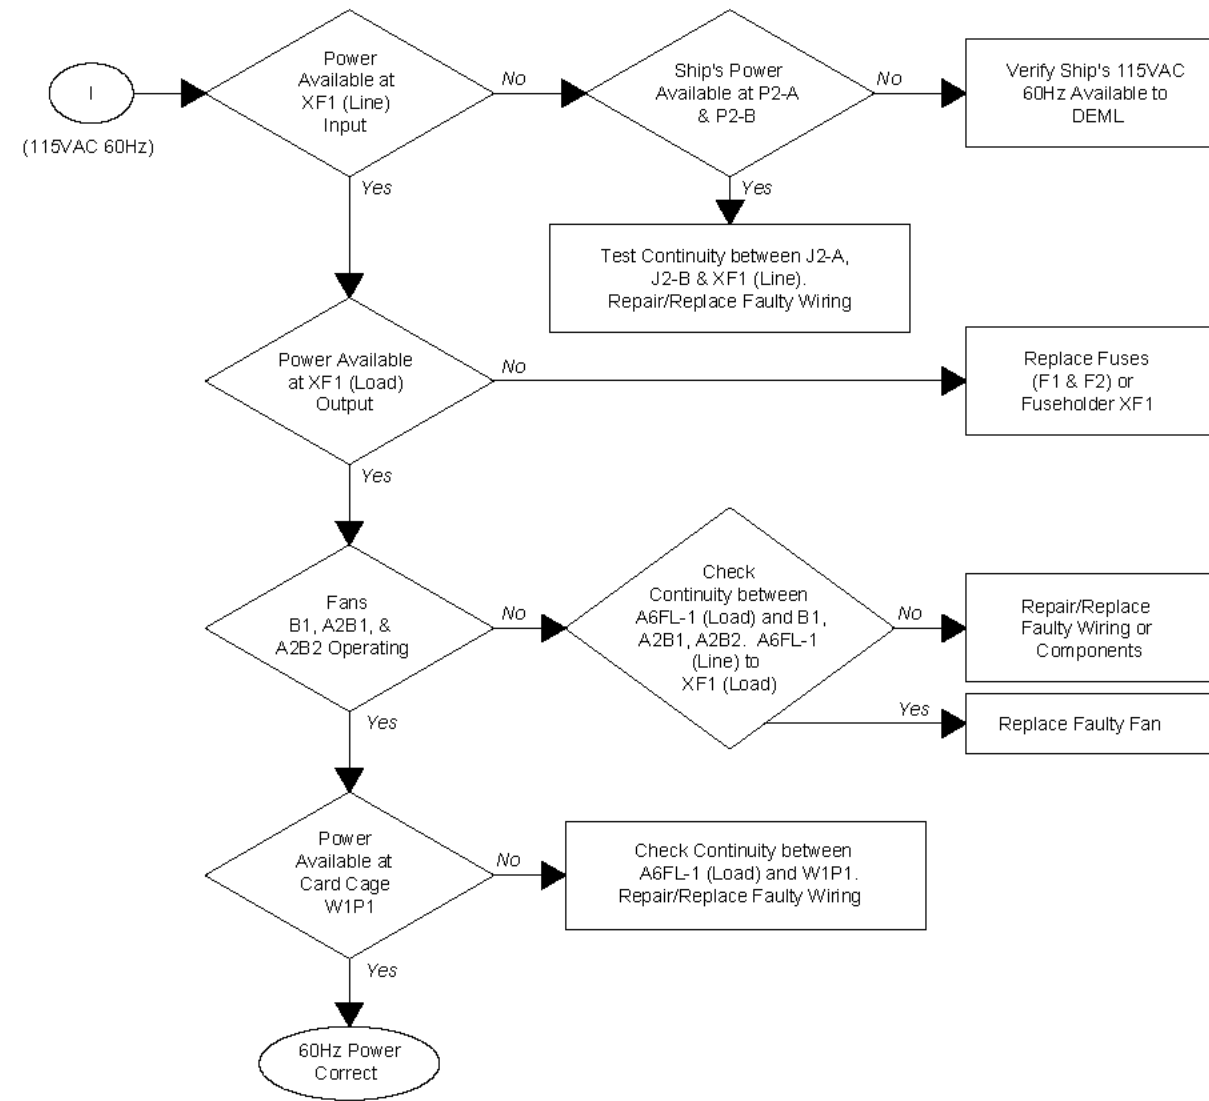 Power
Available at
XF1 (Line)
Input
No
Ship's Power
Available at P2-A
& P2-B
No
Verify Ship's 115VAC
60Hz Available to
DEML
I
(115VAC 60Hz)
Yes
Yes
Test Continuity between J2-A,
J2-B & XF1 (Line).
Repair/Replace Faulty Wiring
Power Available
at XF1 (Load)
Output
No
Replace Fuses
(F1 & F2) or
Fuseholder XF1
Yes
Fans
B1, A2B1, &
A2B2 Operating
No
Check
Continuity between
A6FL-1 (Load) and B1,
A2B1, A2B2. A6FL-1
(Line) to
XF1 (Load)
No
Repair/Replace
Faulty Wiring or
Components
Yes
Replace Faulty Fan
Yes
Power
Available at
Card Cage
W1P1
No
Check Continuity between
A6FL-1 (Load) and W1P1.
Repair/Replace Faulty Wiring
Yes
60Hz Power
Correct